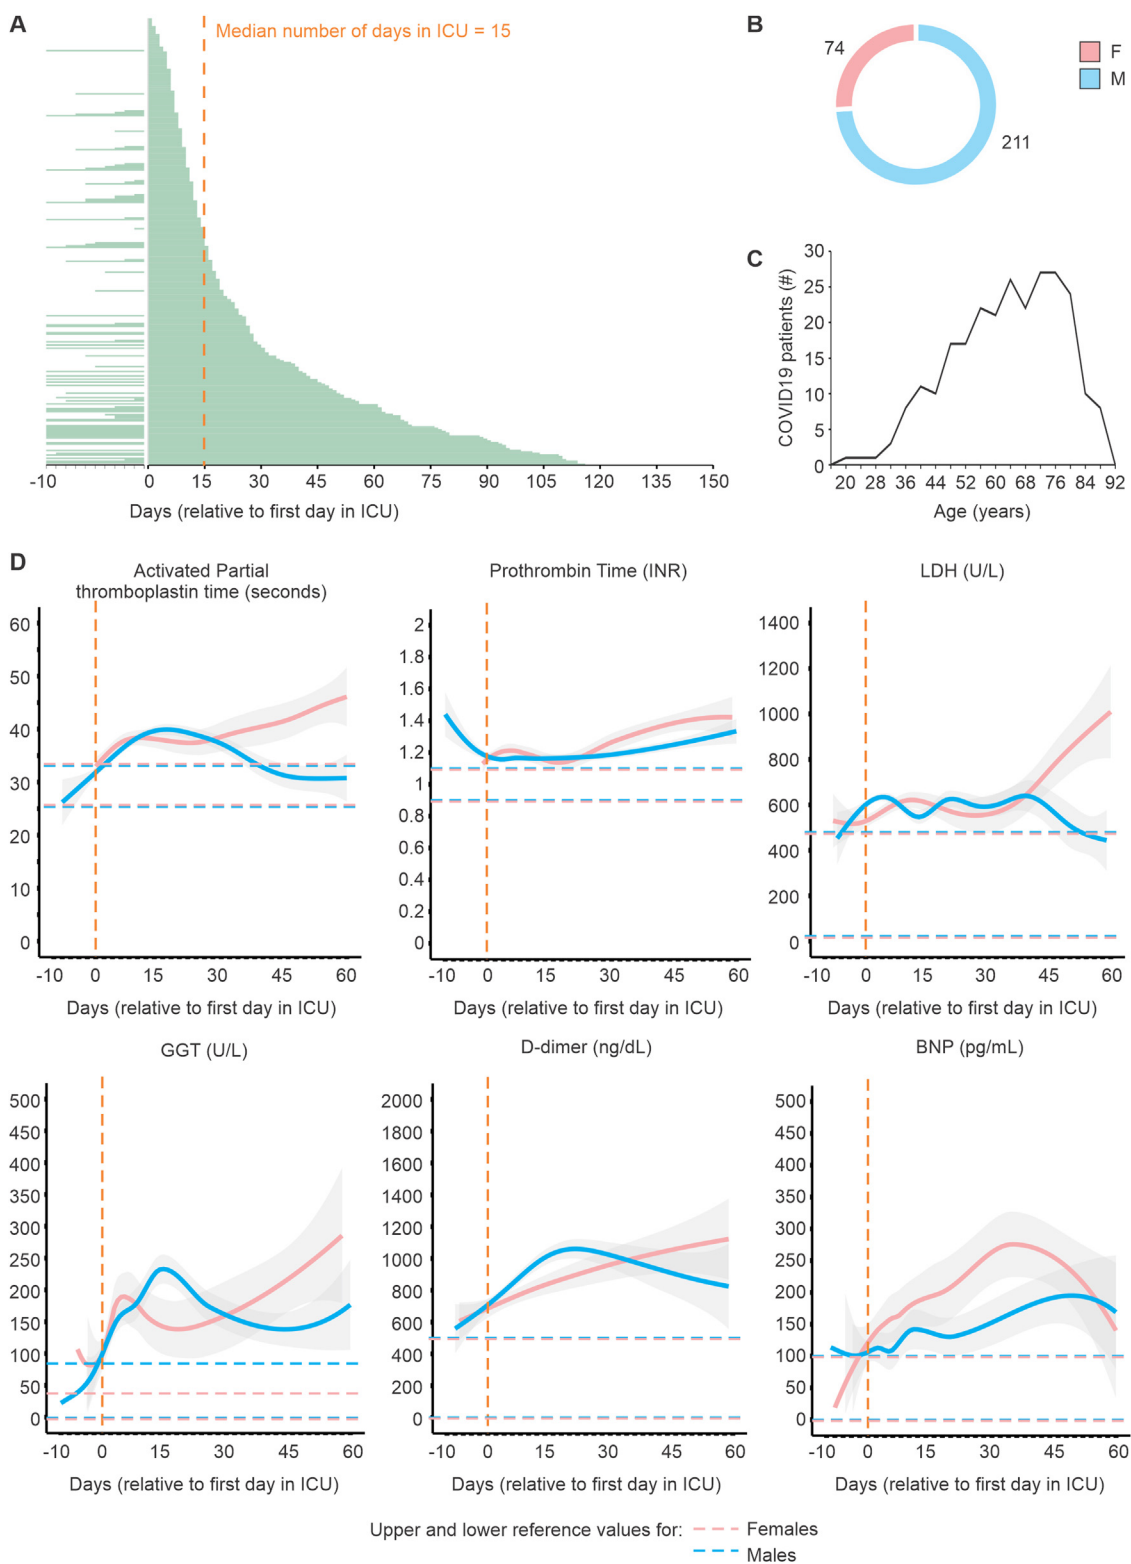 A
Median number of days in ICU = 15
-10 0 15 30 45 60 75 90 105 120 135 150
Days (relative to first day in ICU)
B
74
211
F
M
C
COVID19 patients (#)
30
25
20
15
10
5
0
20 28 36 44 52 60 68 76 84 92
Age (years)
D
Activated Partial
thromboplastin time (seconds)
60
50
40
30
20
10
0
-10 0 15 30 45 60
Days (relative to first day in ICU)
Prothrombin Time (INR)
2
1.8
1.6
1.4
1.2
1
0.8
0.6
0.4
0.2
0
-10 0 15 30 45 60
Days (relative to first day in ICU)
LDH (U/L)
1400
1200
1000
800
600
400
200
0
-10 0 15 30 45 60
Days (relative to first day in ICU)
GGT (U/L)
500
450
400
350
300
250
200
150
100
50
0
-10 0 15 30 45 60
Days (relative to first day in ICU)
D-dimer (ng/dL)
2000
1800
1600
1400
1200
1000
800
600
400
200
0
-10 0 15 30 45 60
Days (relative to first day in ICU)
BNP (pg/mL)
500
450
400
350
300
250
200
150
100
50
0
-10 0 15 30 45 60
Days (relative to first day in ICU)
Upper and lower reference values for:
Females
Males